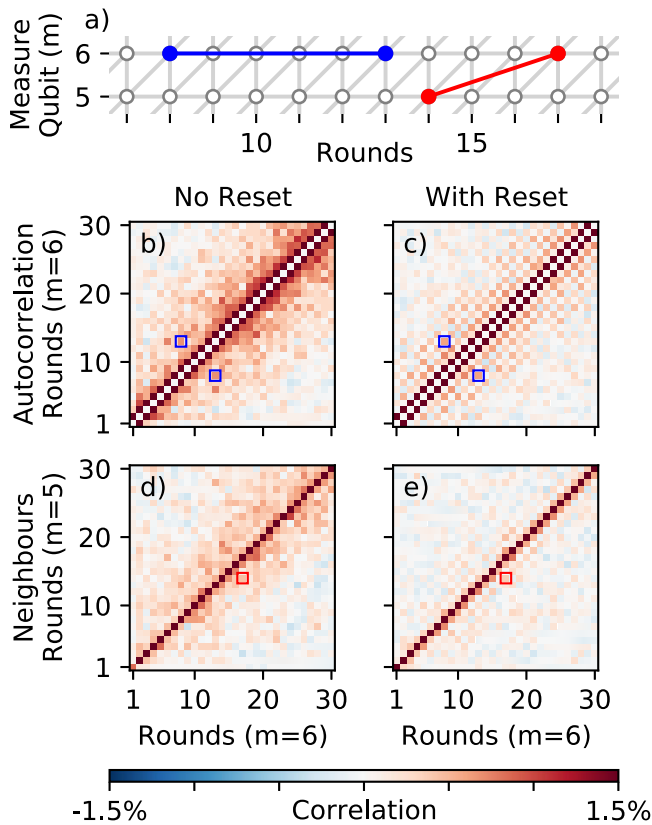 a)
Measure
Qubit (m)
6
5
10
15
Rounds
No Reset
With Reset
Autocorrelation
Rounds (m=6)
30
20
10
1
b)
c)
Neighbours
Rounds (m=5)
30
20
10
1
d)
e)
1
10
20
30
1
10
20
30
Rounds (m=6)
Rounds (m=6)
-1.5%
Correlation
1.5%